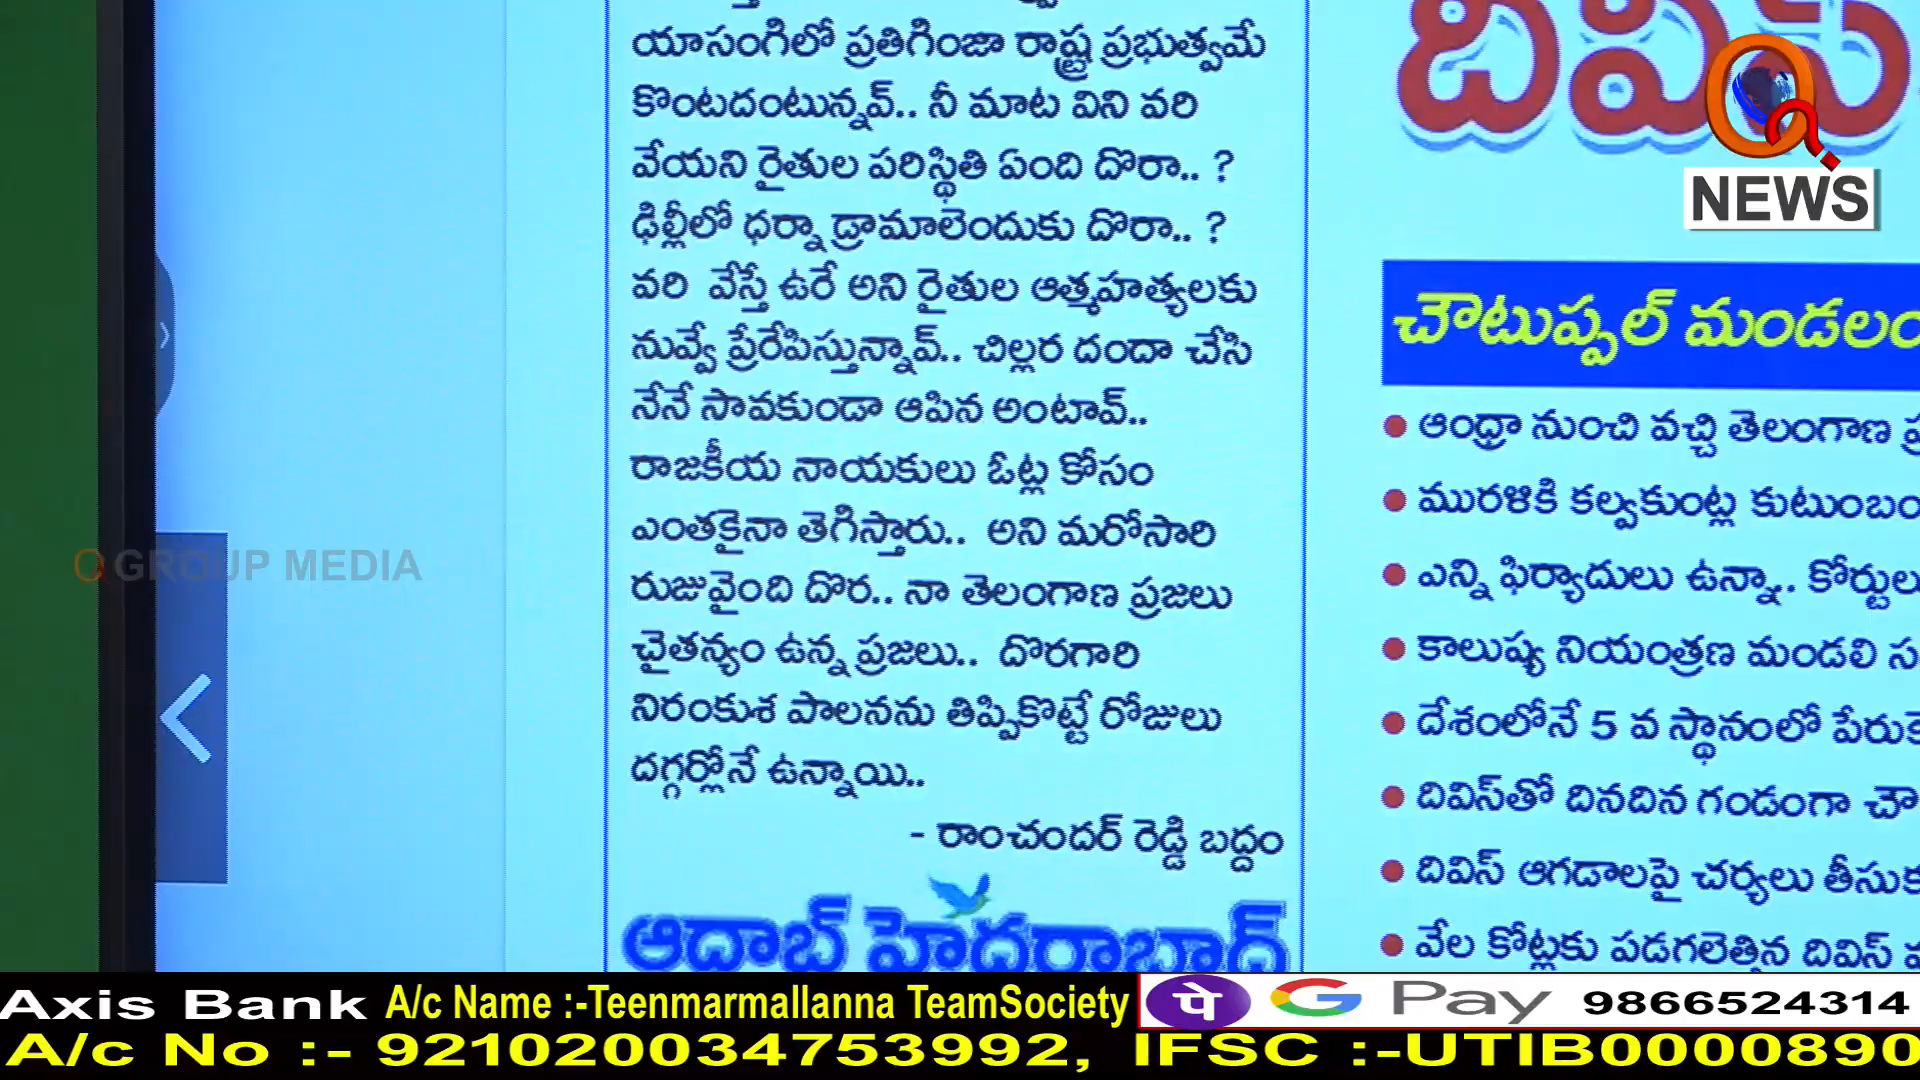 యాసంగిలో ప్రతిగింజా రాష్ట్ర ప్రభుత్వమే
కొంటదంటున్నవ్.. నీ మాట విని వరి
వేయని రైతుల పరిస్థితి ఏంది దొరా.. ?
ఢిల్లీలో ధర్నా డ్రామాలెందుకు దొరా.. ?
వరి వేస్తే ఉరే అని రైతుల ఆత్మహత్యలకు
నువ్వే ప్రేరేపిస్తున్నావ్.. చిల్లర దందా చేసి
నేనే సావకుండా ఆపిన అంటావ్..
రాజకీయ నాయకులు ఓట్ల కోసం
ఎంతకైనా తెగిస్తారు.. అని మరోసారి
రుజువైంది దొర.. నా తెలంగాణ ప్రజలు
చైతన్యం ఉన్న ప్రజలు.. దొరగారి
నిరంకుశ పాలనను తిప్పికొట్టే రోజులు
దగ్గర్లోనే ఉన్నాయి..
- రాంచందర్ రెడ్డి బద్దం
ఆదాబ్ హైదరాబాద్
Q NEWS
చౌటుప్పల్ మండలం
• ఆంధ్రా నుంచి వచ్చి తెలంగాణ
• మురళికి కల్వకుంట్ల కుటుంబం
• ఎన్ని ఫిర్యాదులు ఉన్నా.. కోర్టుల
• కాలుష్య నియంత్రణ మండలి
• దేశంలోనే 5 వ స్థానంలో
• దివిస్‌తో దినదిన గండంగా
• దివిస్ ఆగడాలపై చర్యలు
• వేల కోట్లకు పడగలెత్తిన దివిస్
Q GROUP MEDIA
Axis Bank A/c Name :-Teenmarmallanna TeamSociety पे G Pay 9866524314
A/c No :- 921020034753992, IFSC :-UTIB0000890